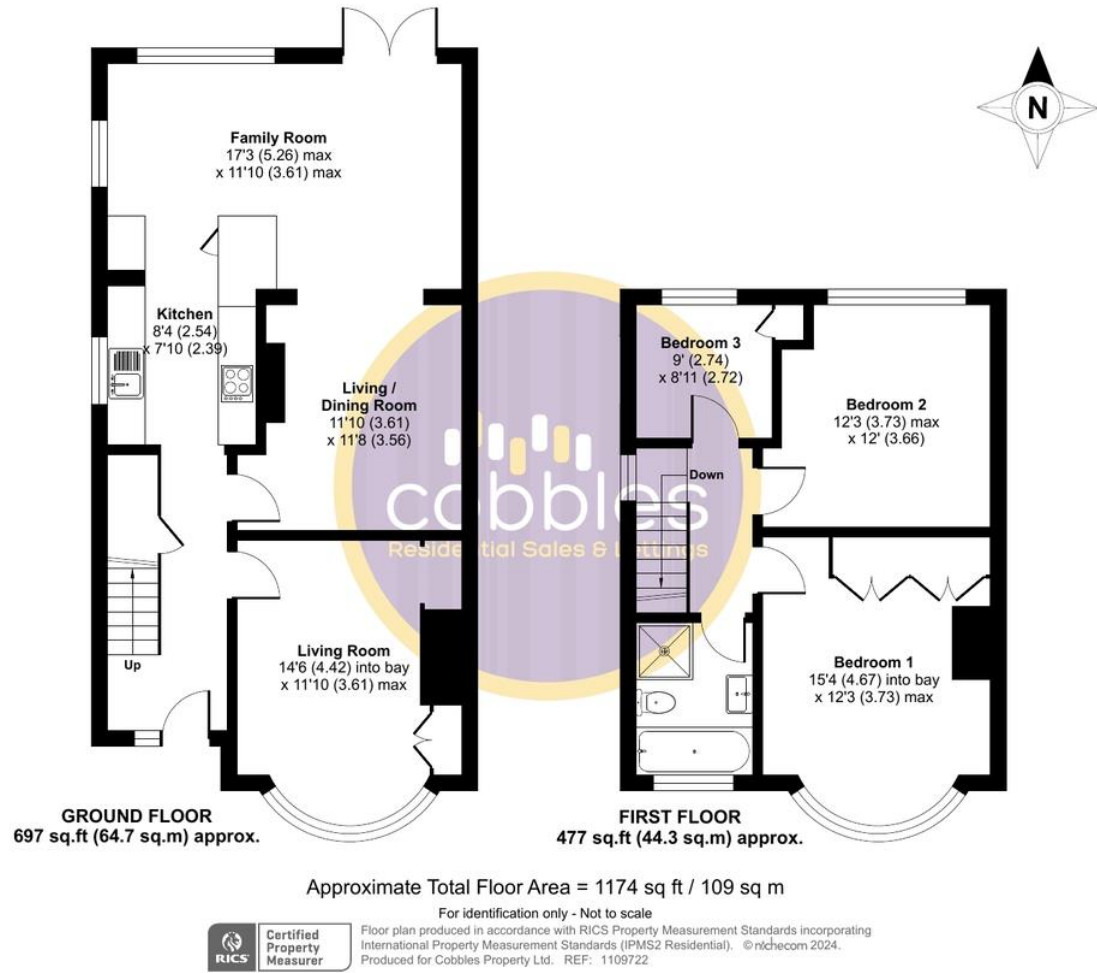 N
Family Room
17'3 (5.26) max
x 11'10 (3.61) max
Kitchen
8'4 (2.54)
x 7'10 (2.39)
Living /
Dining Room
11'10 (3.61)
x 11'8 (3.56)
Living Room
14'6 (4.42) into bay
x 11'10 (3.61) max
Up
Bedroom 3
9' (2.74)
x 8'11 (2.72)
Bedroom 2
12'3 (3.73) max
x 12' (3.66)
Down
Bedroom 1
15'4 (4.67) into bay
x 12'3 (3.73) max
cobbles
Residential Sales & Lettings
GROUND FLOOR
697 sq.ft (64.7 sq.m) approx.
FIRST FLOOR
477 sq.ft (44.3 sq.m) approx.
Approximate Total Floor Area = 1174 sq ft / 109 sq m
For identification only - Not to scale
RICS
Certified
Property
Measurer
Floor plan produced in accordance with RICS Property Measurement Standards incorporating
International Property Measurement Standards (IPMS2 Residential). © nichecom 2024.
Produced for Cobbles Property Ltd. REF: 1109722